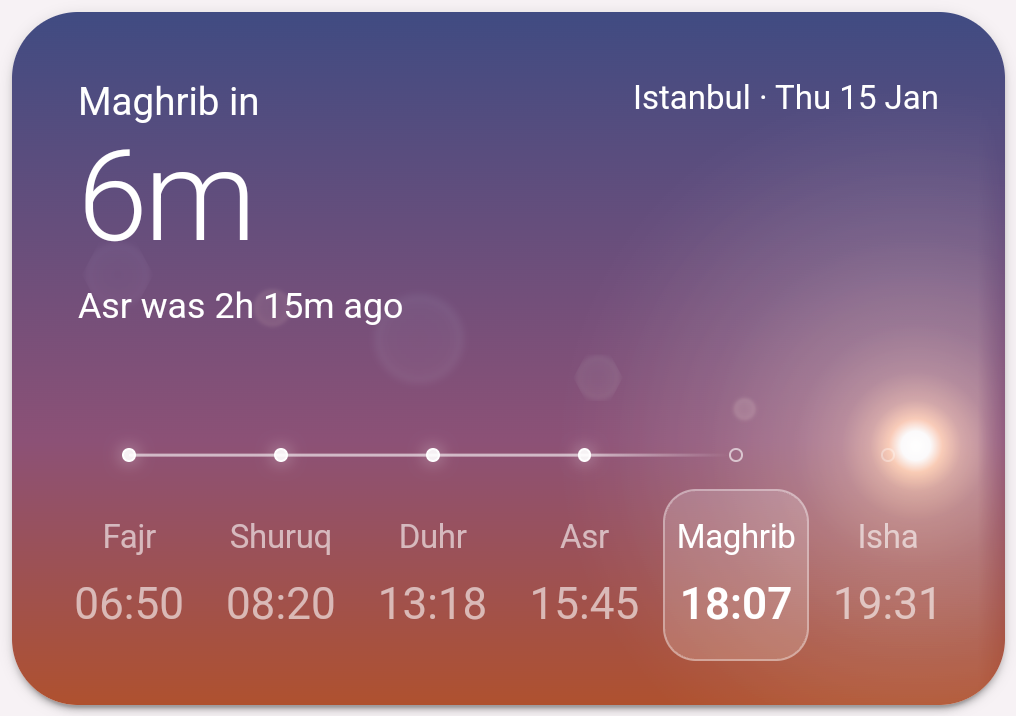 Maghrib in
Istanbul · Thu 15 Jan
6m
Asr was 2h 15m ago
Fajr Shuruq Duhr Asr Maghrib Isha
06:50 08:20 13:18 15:45 18:07 19:31